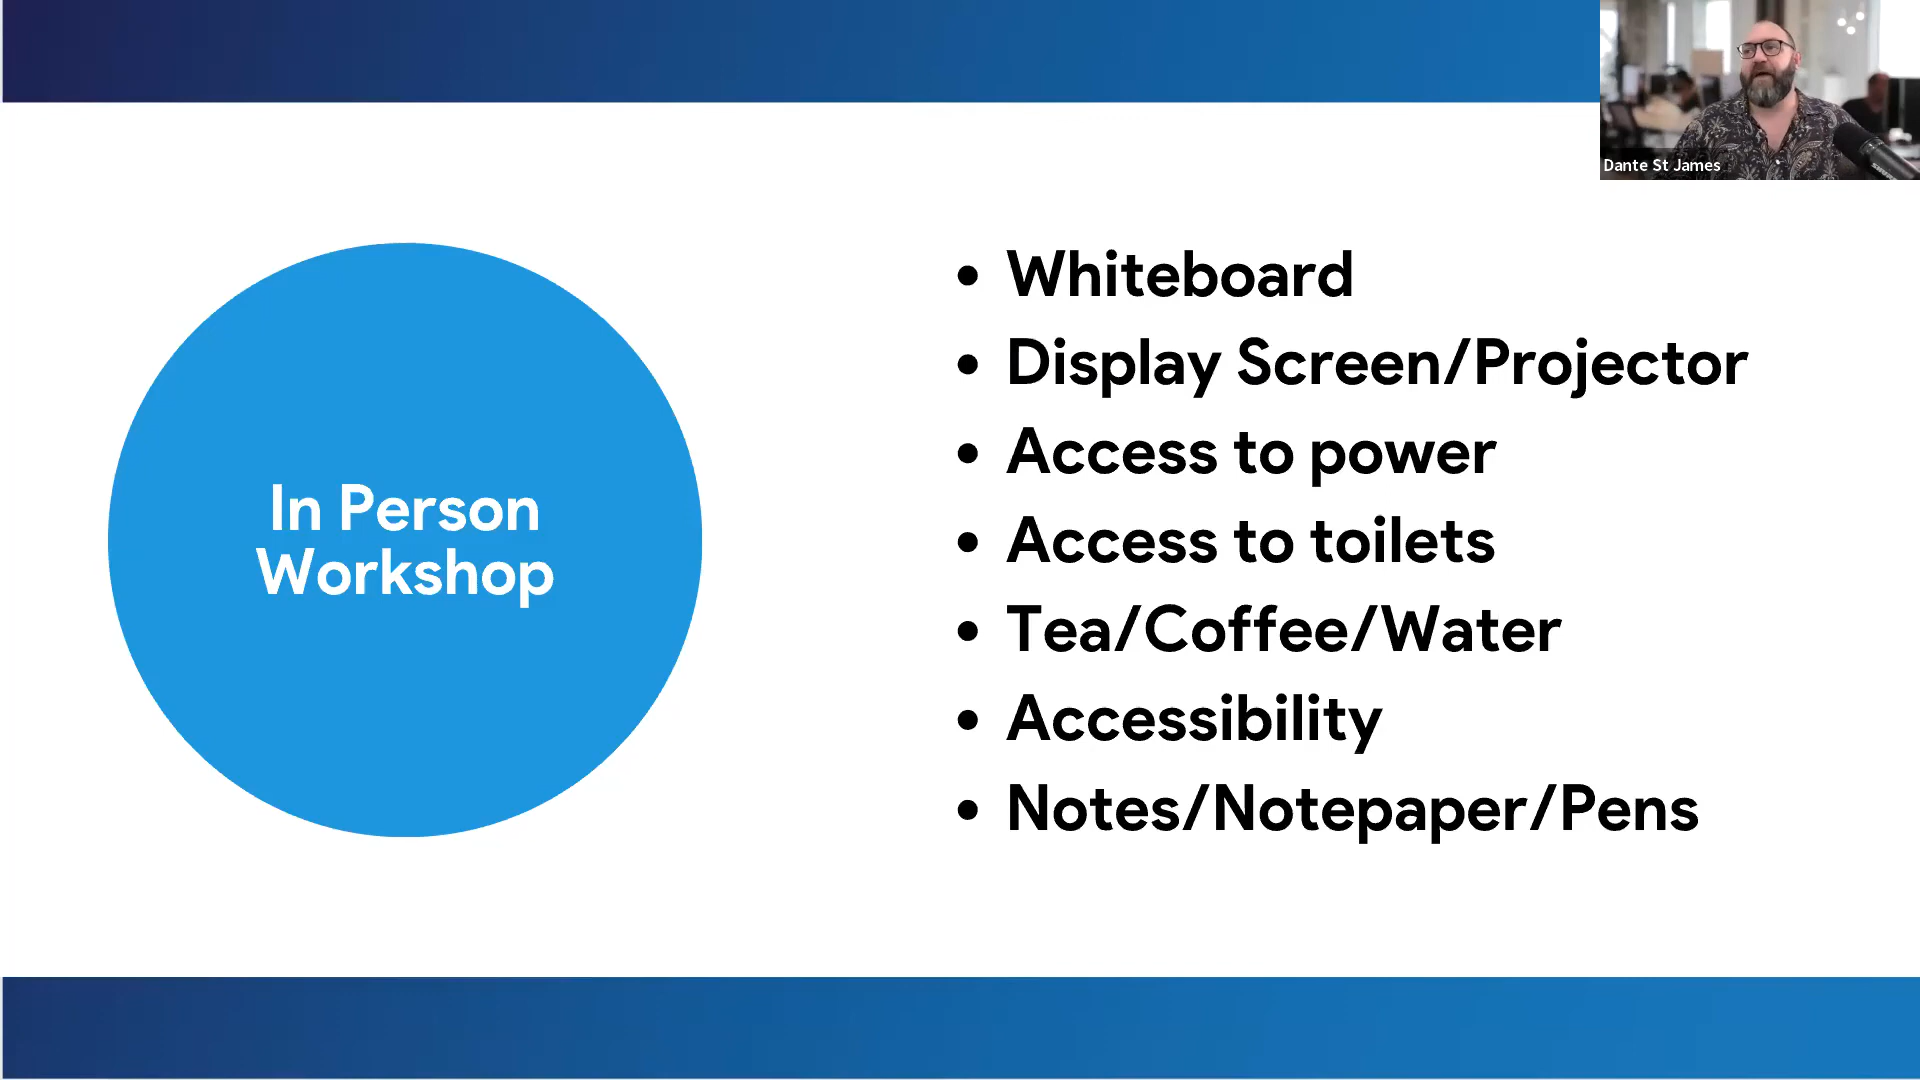 Dante St James
In Person
Workshop
• Whiteboard
• Display Screen/Projector
• Access to power
• Access to toilets
• Tea/Coffee/Water
• Accessibility
• Notes/Notepaper/Pens